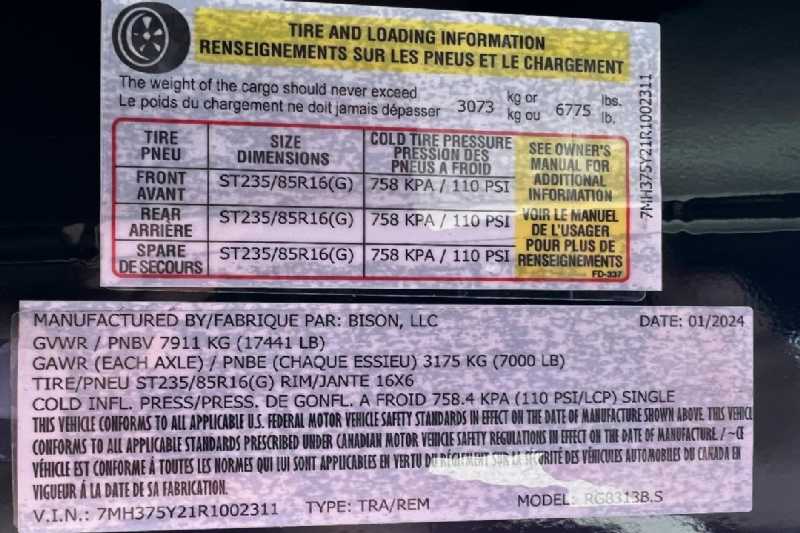 TIRE AND LOADING INFORMATION
RENSEIGNEMENTS SUR LES PNEUS ET LE CHARGEMENT
The weight of the cargo should never exceed
Le poids du chargement ne doit jamais dépasser 3073 kg or kg ou 6775 lbs. lb.
TIRE PNEU SIZE DIMENSIONS COLD TIRE PRESSURE PRESSION DES PNEUS A FROID
FRONT AVANT ST235/85R16(G) 758 KPA / 110 PSI
REAR ARRIÈRE ST235/85R16(G) 758 KPA / 110 PSI
SPARE DE SECOURS ST235/85R16(G) 758 KPA / 110 PSI
SEE OWNER'S
MANUAL FOR
ADDITIONAL
INFORMATION
VOIR LE MANUEL
DE L'USAGER
POUR PLUS DE
RENSEIGNEMENTS
FD-337
7MH375Y21R1002311
MANUFACTURED BY/FABRIQUE PAR: BISON, LLC DATE: 01/2024
GVWR / PNBV 7911 KG (17441 LB)
GAWR (EACH AXLE) / PNBE (CHAQUE ESSIEU) 3175 KG (7000 LB)
TIRE/PNEU ST235/85R16(G) RIM/JANTE 16X6
COLD INFL. PRESS/PRESS. DE GONFL. A FROID 758.4 KPA (110 PSI/LCP) SINGLE
THIS VEHICLE CONFORMS TO ALL APPLICABLE U.S. FEDERAL MOTOR VEHICLE SAFETY STANDARDS IN EFFECT ON THE DATE OF MANUFACTURE SHOWN ABOVE. THIS VEHICL
CONFORMS TO ALL APPLICABLE STANDARDS PRESCRIBED UNDER CANADIAN MOTOR VEHICLE SAFETY REGULATIONS IN EFFECT ON THE DATE OF MANUFACTURE. / ~CE
VÉHICLE EST CONFORME À TOUTES LES NORMES QUI LUI SONT APPLICABLES EN VERTU DU RÉGLEMENT SUR LA SÉCURITÉ DES VÉHICULES AUTOMOBILES DU CANADA EN
VIGUEUR À LA DATE DE SA FABRICATION.
V.I.N.: 7MH375Y21R1002311 TYPE: TRA/REM MODEL: RG8313B.S